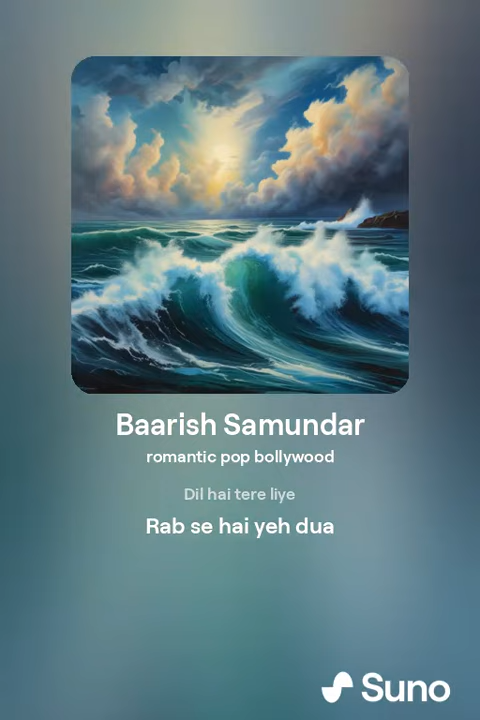 Baarish Samundar
romantic pop bollywood
Dil hai tere liye
Rab se hai yeh dua
Suno